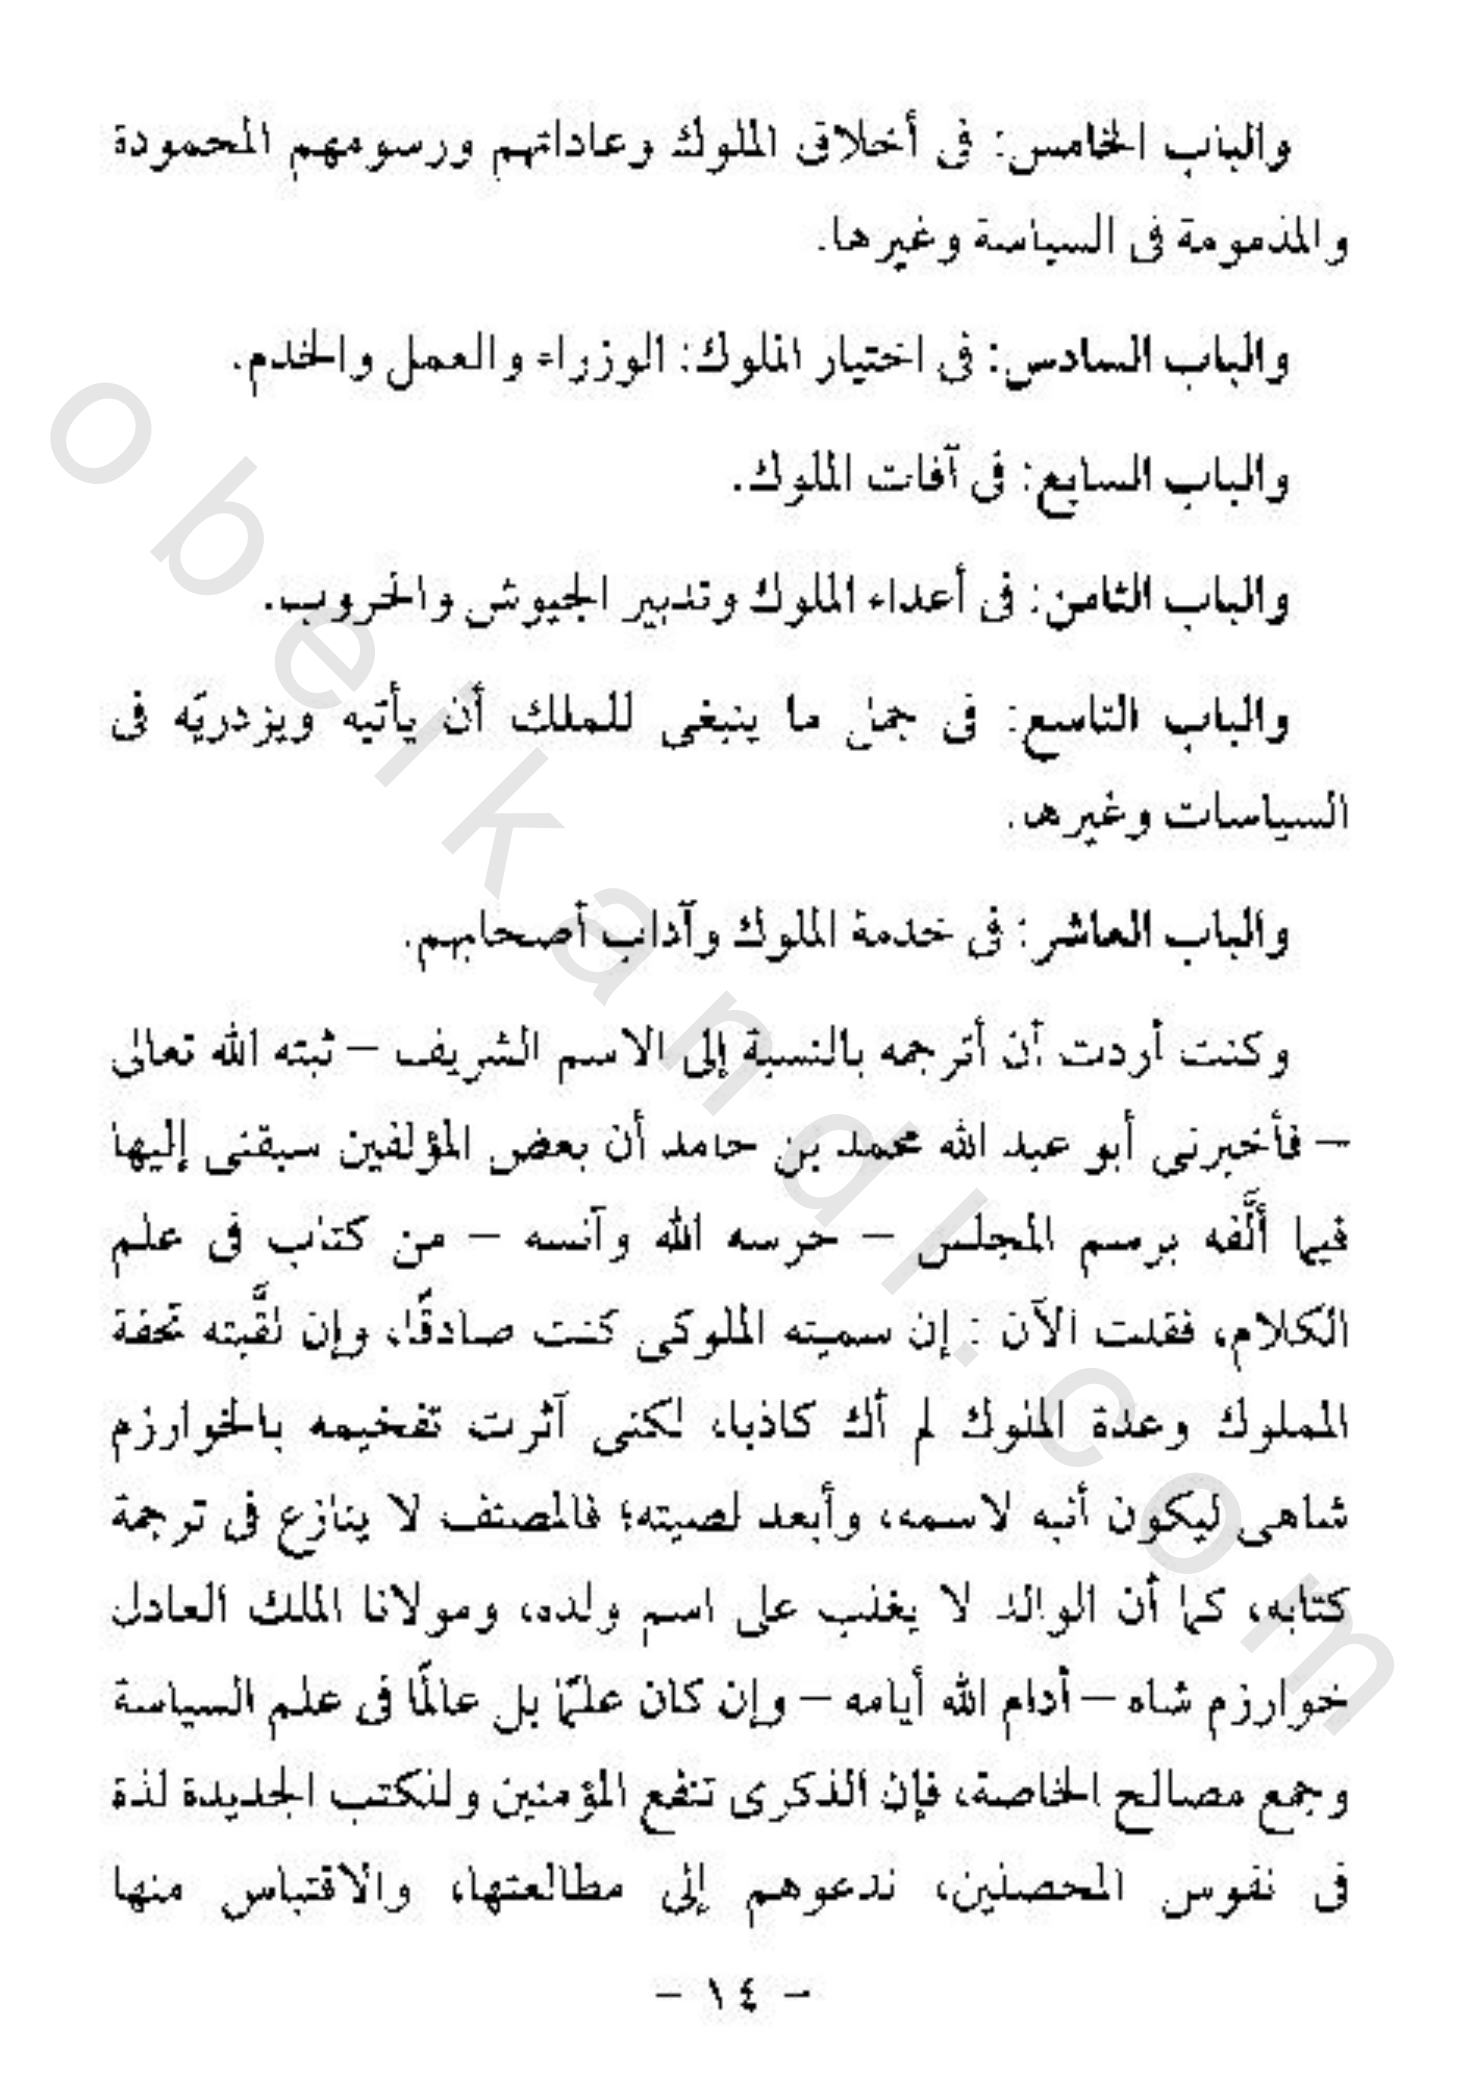 والباب الخامس: فى أخلاق الملوك وعاداتهم ورسومهم المحمودة
والمذمومة فى السياسة وغيرها.
والباب السادس: فى اختيار الملوك: الوزراء والعمل والخدم.
والباب السابع: فى آفات الملوك.
والباب الثامن: فى أعداء الملوك وتدبير الجيوش والحروب.
والباب التاسع: فى جمل ما ينبغى للملك أن يأتيه ويزدريّه فى
السياسات وغيرها.
والباب العاشر: فى خدمة الملوك وآداب أصحابهم.
وكنت أردت أن أترجمه بالنسبة إلى الاسم الشريف – ثبته الله تعالى
– فأخبرنى أبو عبد الله محمد بن حامد أن بعض المؤلفين سبقنى إليها
فيما ألَّفه برسم المجلس – حرسه الله وآنسه – من كتاب فى علم
الكلام، فقلت الآن : إن سميته الملوكى كنت صادقًا، وإن لقَّبته تحفة
المملوك وعدة الملوك لم أك كاذبا، لكنى آثرت تفخيمه بالخوارزم
شاهى ليكون أنبه لاسمه، وأبعد لصيته؛ فالمصنف لا ينازع فى ترجمة
كتابه، كما أن الوالد لا يغلب على اسم ولده، ومولانا الملك العادل
خوارزم شاه – أدام الله أيامه – وإن كان عليمًا بل عالمًا فى علم السياسة
وجمع مصالح الخاصة، فإن الذكرى تنفع المؤمنين وللكتب الجديدة لذة
فى نفوس المحصلين، تدعوهم إلى مطالعتها، والاقتباس منها
– ١٤ –
obeikandl.com